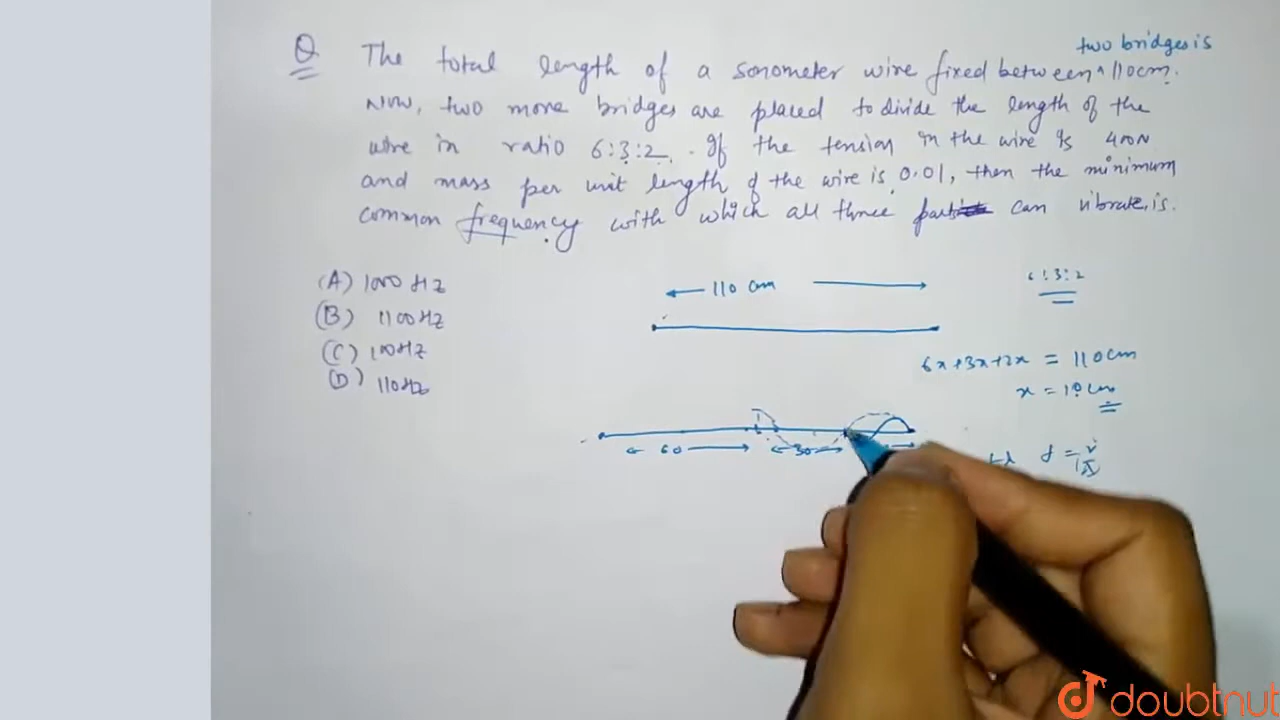 two bridges is
Q The total length of a sonometer wire fixed between ^ 110cm.
Now, two more bridges are placed to divide the length of the
wire in ratio 6:3:2. If the tension in the wire is 400N
and mass per unit length of the wire is 0.01, then the minimum
common frequency with which all three part can vibrate, is.
(A) 1000 HZ
(B) 1100 HZ
(C) 100 HZ
(D) 110 Hz
110 cm
6:3:2
6x+3x+2x = 110cm
x = 10cm
60 30
f = v/λ
doubtnut